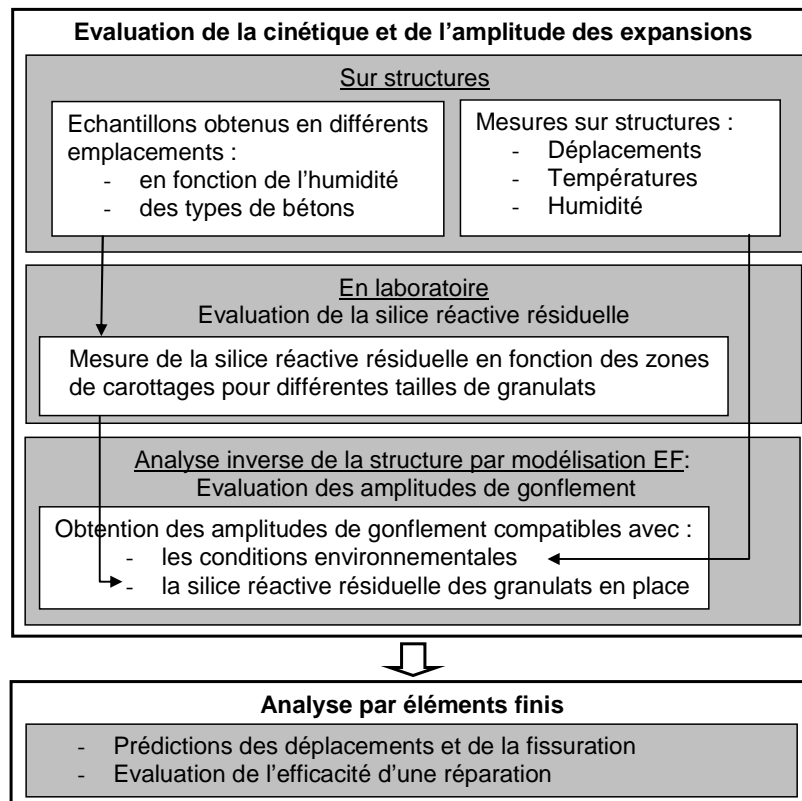 Evaluation de la cinétique et de l'amplitude des expansions
Sur structures
Echantillons obtenus en différents
emplacements :
- en fonction de l'humidité
- des types de bétons
Mesures sur structures :
- Déplacements
- Températures
- Humidité
En laboratoire
Evaluation de la silice réactive résiduelle
Mesure de la silice réactive résiduelle en fonction des zones
de carottages pour différentes tailles de granulats
Analyse inverse de la structure par modélisation EF:
Evaluation des amplitudes de gonflement
Obtention des amplitudes de gonflement compatibles avec :
- les conditions environnementales
- la silice réactive résiduelle des granulats en place
Analyse par éléments finis
- Prédictions des déplacements et de la fissuration
- Evaluation de l'efficacité d'une réparation